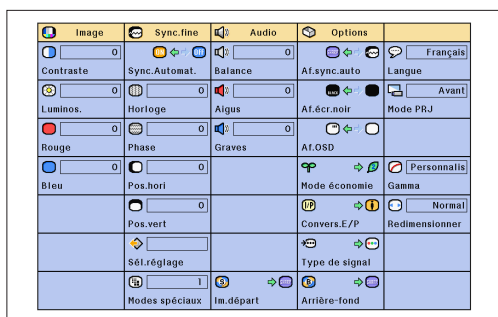 Image Sync.fine Audio Options
0 ON OFF 0 Français
Contraste Sync.Automat. Balance Af.sync.auto Langue
0 0 0 Avant
Luminos. Horloge Aigus Af.écr.noir Mode PRJ
0 0 0
Rouge Phase Graves Af.OSD
0 0 Personnalis
Bleu Pos.hori Mode économie Gamma
0 I/P Normal
Pos.vert Convers.E/P Redimensionner
Sél.réglage Type de signal
1 S B
Modes spéciaux Im.départ Arrière-fond